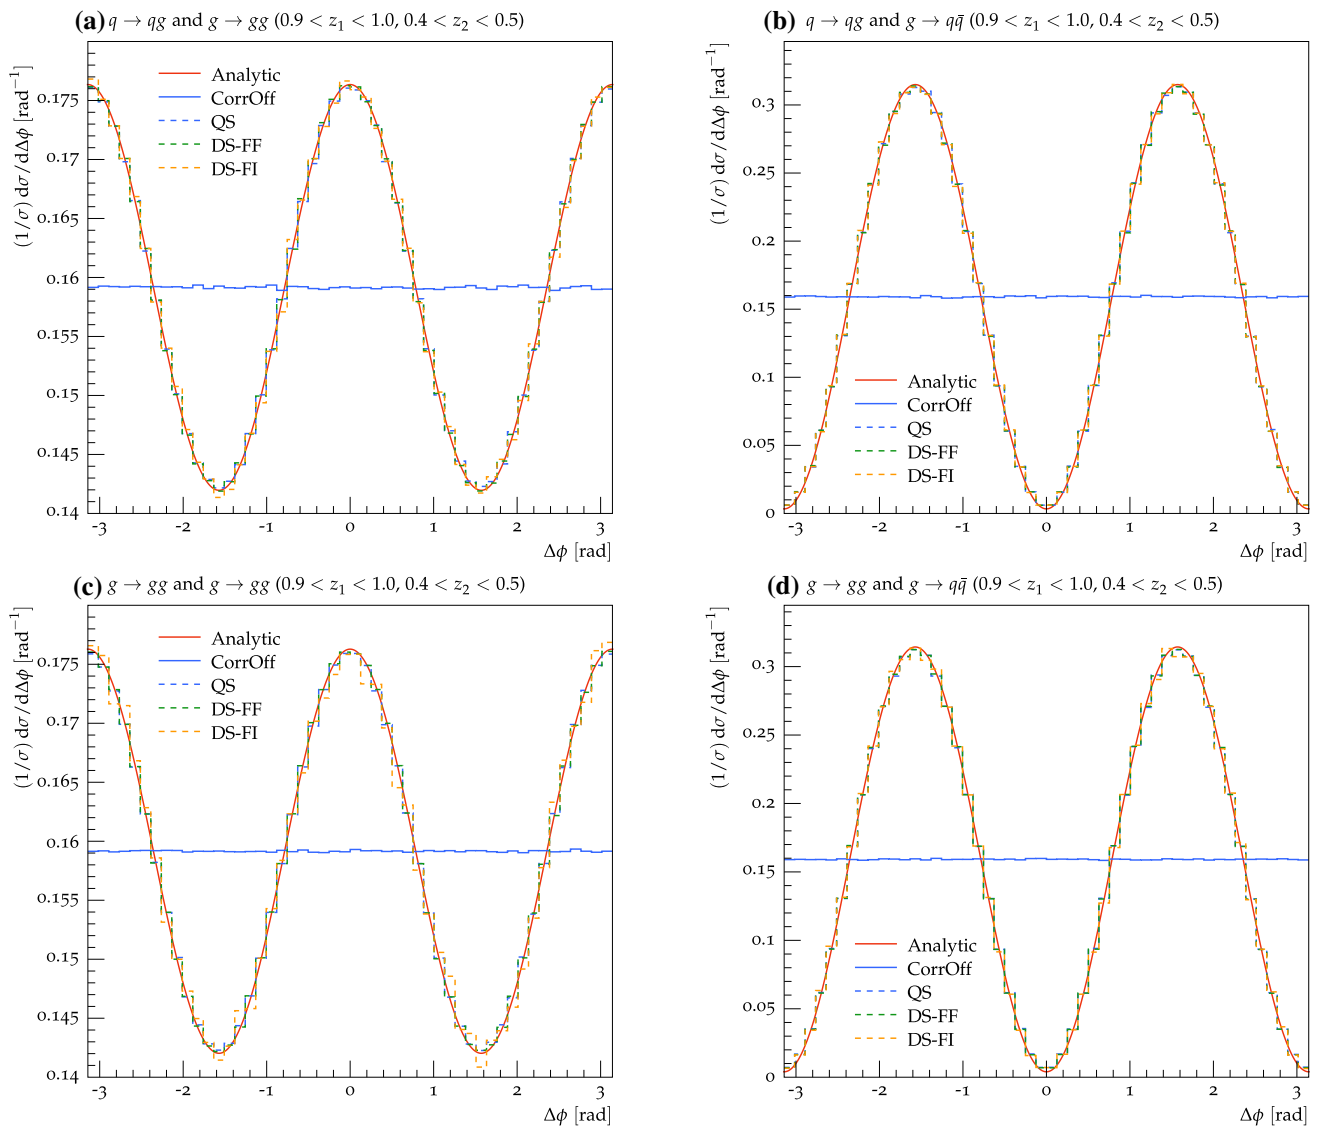 (a) q → qg and g → gg (0.9 < z₁ < 1.0, 0.4 < z₂ < 0.5)
(1/σ) dσ/dΔϕ [rad⁻¹]
0.175
0.17
0.165
0.16
0.155
0.15
0.145
0.14
Analytic
CorrOff
QS
DS-FF
DS-FI
-3 -2 -1 0 1 2 3
Δϕ [rad]
(b) q → qg and g → qq̄ (0.9 < z₁ < 1.0, 0.4 < z₂ < 0.5)
(1/σ) dσ/dΔϕ [rad⁻¹]
0.3
0.25
0.2
0.15
0.1
0.05
0
Analytic
CorrOff
QS
DS-FF
DS-FI
-3 -2 -1 0 1 2 3
Δϕ [rad]
(c) g → gg and g → gg (0.9 < z₁ < 1.0, 0.4 < z₂ < 0.5)
(1/σ) dσ/dΔϕ [rad⁻¹]
0.175
0.17
0.165
0.16
0.155
0.15
0.145
0.14
Analytic
CorrOff
QS
DS-FF
DS-FI
-3 -2 -1 0 1 2 3
Δϕ [rad]
(d) g → gg and g → qq̄ (0.9 < z₁ < 1.0, 0.4 < z₂ < 0.5)
(1/σ) dσ/dΔϕ [rad⁻¹]
0.3
0.25
0.2
0.15
0.1
0.05
0
Analytic
CorrOff
QS
DS-FF
DS-FI
-3 -2 -1 0 1 2 3
Δϕ [rad]